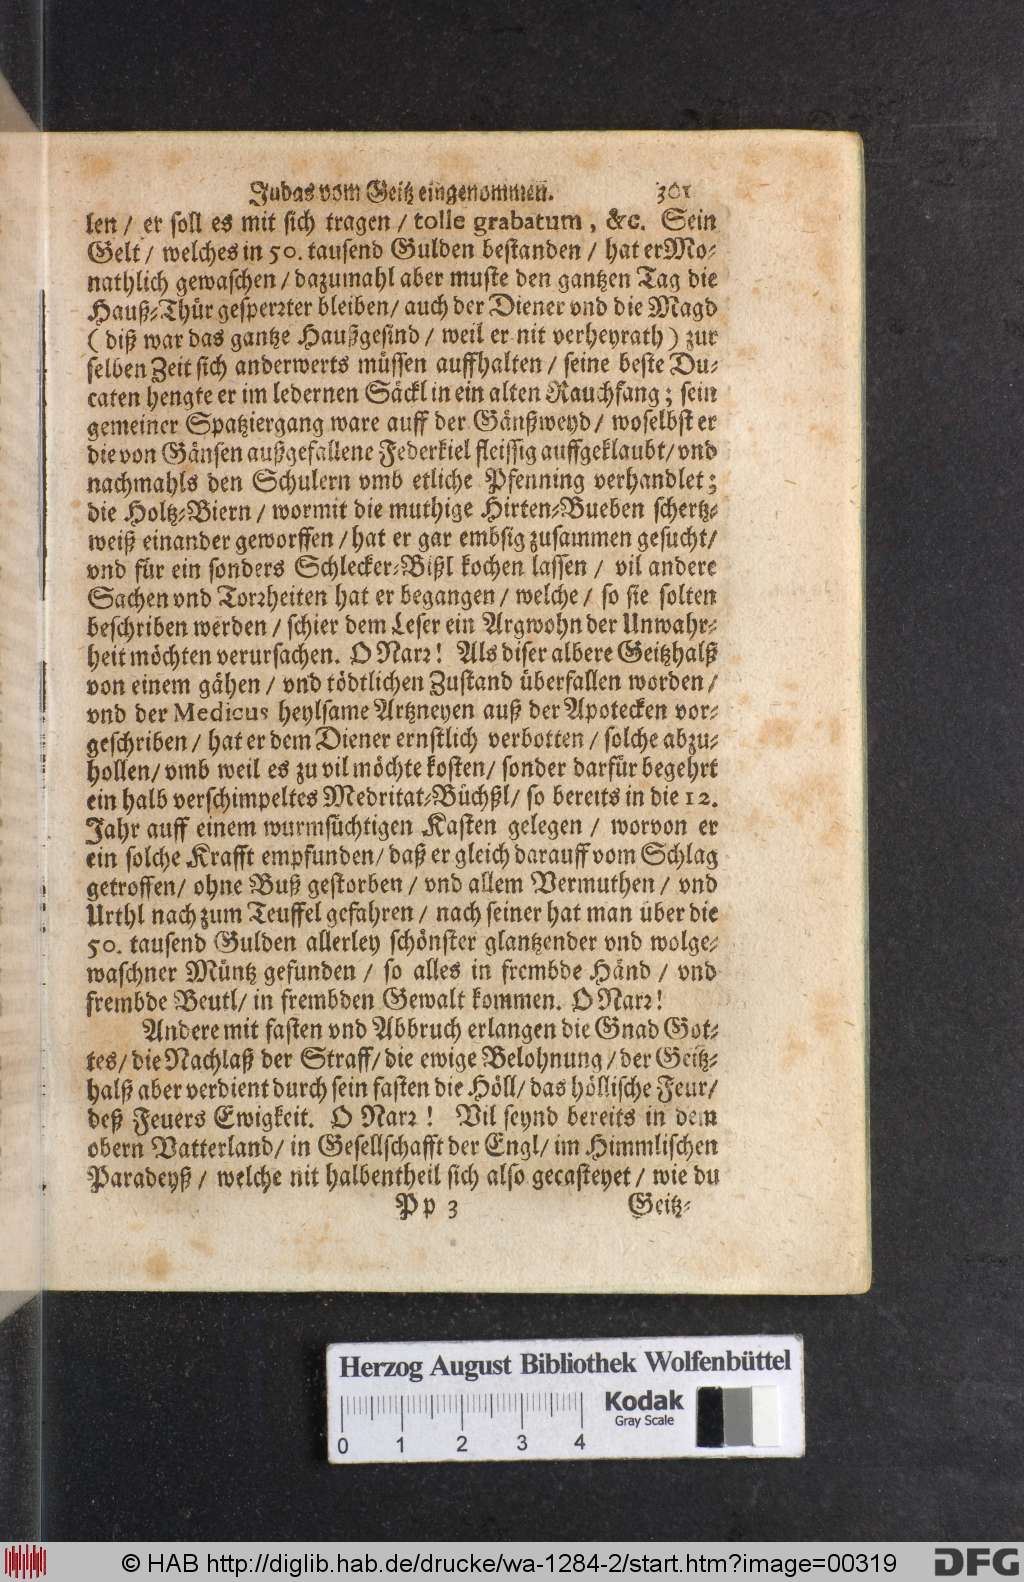 Judas vom Geitz eingenommen. 301
len / er soll es mit sich tragen / tolle grabatum, &c. Sein
Gelt / welches in 50. tausend Gulden bestanden / hat er Mo-
nathlich gewaschen / dazumahl aber muste den gantzen Tag die
Hauß-Thür gesperrter bleiben / auch der Diener vnd die Magd
( diß war das gantze Haußgesind / weil er nit verheyrath ) zur
selben Zeit sich anderwerts müssen auffhalten / seine beste Du-
caten hengte er im ledernen Säckl in ein alten Rauchfang; sein
gemeiner Spatziergang ware auff der Gänßweyd / woselbst er
die von Gänsen außgefallene Federkiel fleissig auffgeklaubt / vnd
nachmahls den Schulern vmb etliche Pfenning verhandlet;
die Holtz-Biern / wormit die muthige Hirten-Bueben schertz-
weiß einander geworffen / hat er gar embsig zusammen gesucht /
vnd für ein sonders Schlecker-Bißl kochen lassen / vil andere
Sachen vnd Torrheiten hat er begangen / welche / so sie solten
beschriben werden / schier dem Leser ein Argwohn der Unwahr-
heit möchten verursachen. O Narr! Als diser albere Geitzhalß
von einem gähen / vnd tödtlichen Zustand überfallen worden /
vnd der Medicus heylsame Artzneyen auß der Apotecken vor-
geschriben / hat er dem Diener ernstlich verbotten / solche abzu-
hollen / vmb weil es zu vil möchte kosten / sonder darfür begehrt
ein halb verschimpeltes Medritat-Büchßl / so bereits in die 12.
Jahr auff einem wurmsüchtigen Kasten gelegen / worvon er
ein solche Krafft empfunden / daß er gleich darauff vom Schlag
getroffen / ohne Buß gestorben / vnd allem Vermuthen / vnd
Urthl nach zum Teuffel gefahren / nach seiner hat man über die
50. tausend Gulden allerley schönster glantzender vnd wolge-
waschner Müntz gefunden / so alles in frembde Händ / vnd
frembde Beutl / in frembden Gewalt kommen. O Narr!
Andere mit fasten vnd Abbruch erlangen die Gnad Got-
tes / die Nachlaß der Straff / die ewige Belohnung / der Geitz-
halß aber verdient durch sein fasten die Höll / das höllische Feur /
deß Feuers Ewigkeit. O Narr! Vil seynd bereits in dem
obern Vatterland / in Gesellschafft der Engl / im Himmlischen
Paradeyß / welche nit halbentheil sich also gecasteyet / wie du
Pp 3 Geitz-
Herzog August Bibliothek Wolfenbüttel
Kodak
Gray Scale
0 1 2 3 4
© HAB http://diglib.hab.de/drucke/wa-1284-2/start.htm?image=00319
DFG